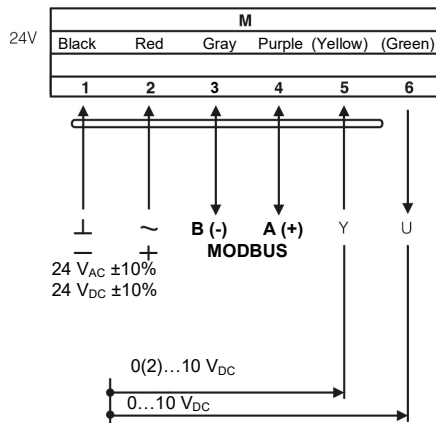 M
24V Black Red Gray Purple (Yellow) (Green)
1 2 3 4 5 6
⊥ ~ B (-) A (+) Y U
− + MODBUS
24 VAC ±10%
24 VDC ±10%
0(2)…10 VDC
0…10 VDC